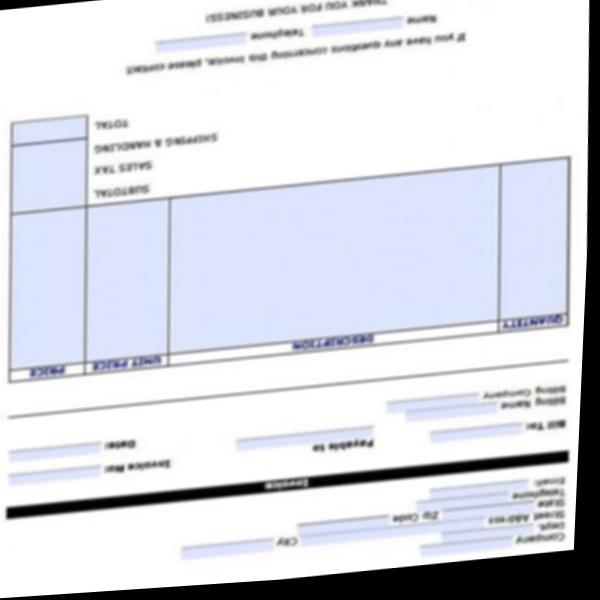 Company
Dept.
Street Address
City
State
Zip Code
Telephone
Email
Invoice
Bill To:
Payable to
Invoice No:
Billing Name
Date:
Billing Company
QUANTITY
DESCRIPTION
UNIT PRICE
PRICE
SUBTOTAL
SALES TAX
SHIPPING & HANDLING
TOTAL
If you have any questions concerning this invoice, please contact
Name
Telephone
THANK YOU FOR YOUR BUSINESS!